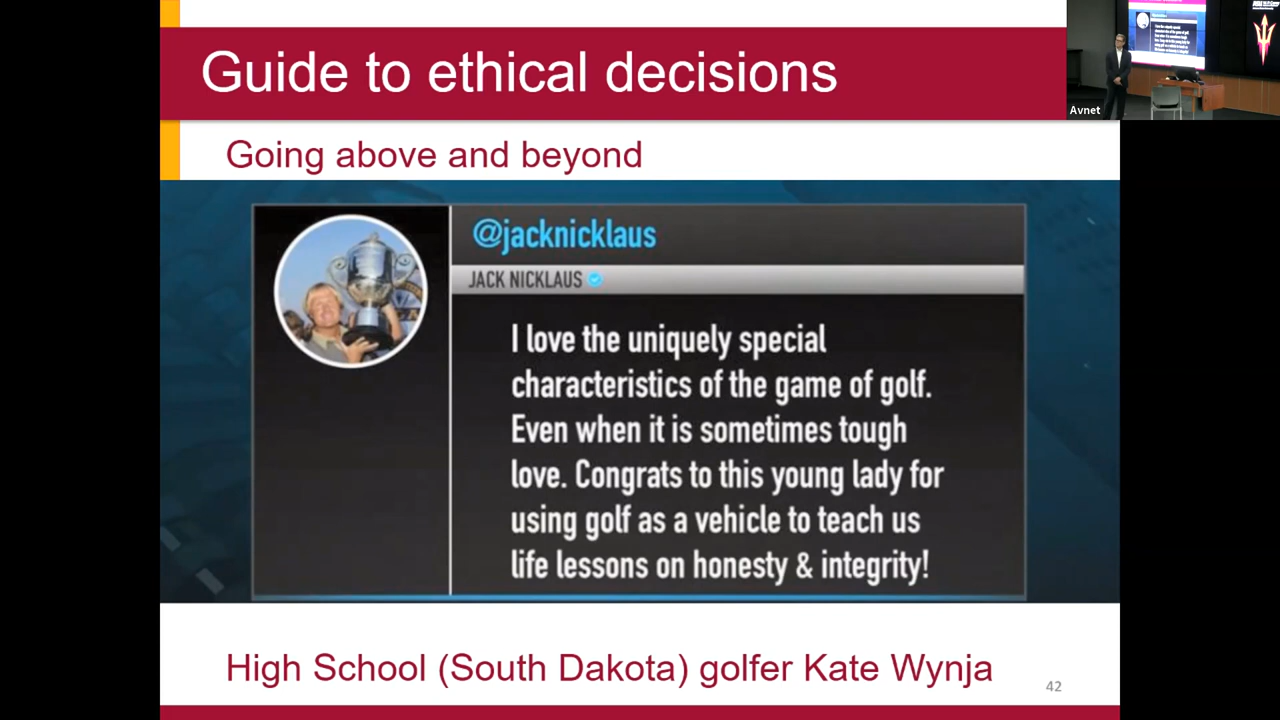 Guide to ethical decisions
Going above and beyond
@jacknicklaus
JACK NICKLAUS
I love the uniquely special
characteristics of the game of golf.
Even when it is sometimes tough
love. Congrats to this young lady for
using golf as a vehicle to teach us
life lessons on honesty & integrity!
High School (South Dakota) golfer Kate Wynja
42
Avnet